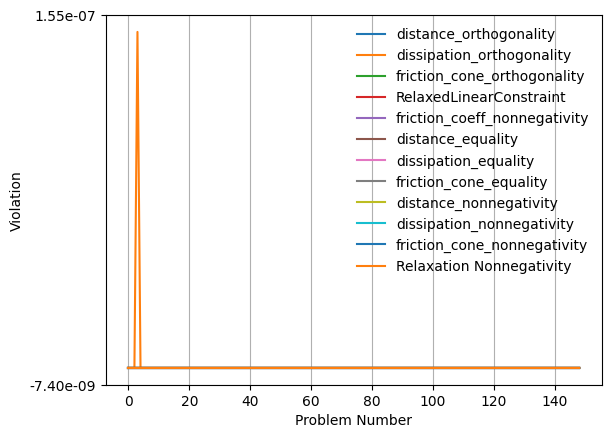 1.55e-07
distance_orthogonality
dissipation_orthogonality
friction_cone_orthogonality
RelaxedLinearConstraint
friction_coeff_nonnegativity
distance_equality
dissipation_equality
friction_cone_equality
distance_nonnegativity
dissipation_nonnegativity
friction_cone_nonnegativity
Relaxation Nonnegativity
Violation
-7.40e-09
0 20 40 60 80 100 120 140
Problem Number